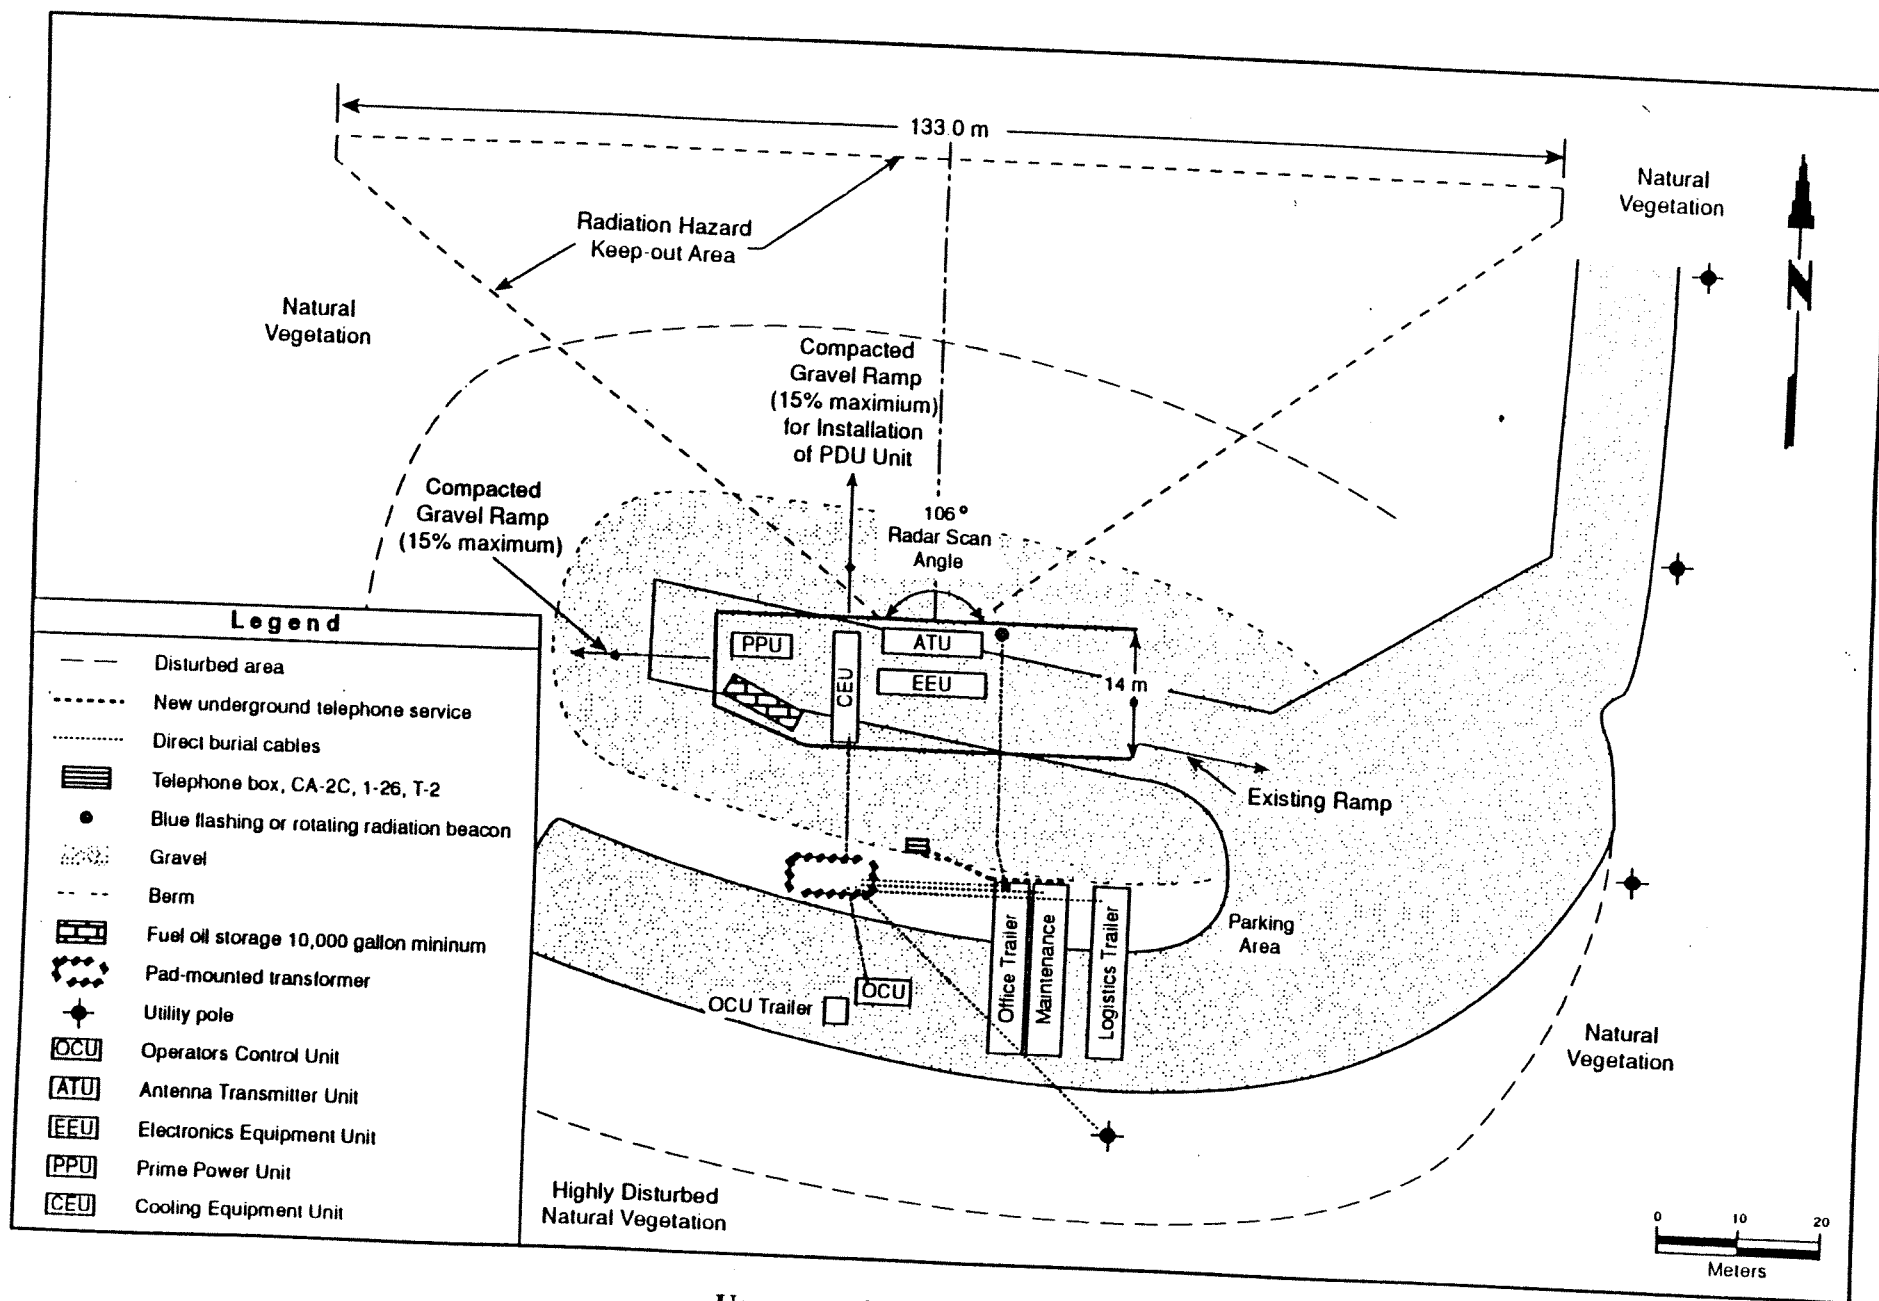 133.0 m
Natural
Vegetation
Radiation Hazard
Keep-out Area
N
Natural
Vegetation
Compacted
Gravel Ramp
(15% maximium)
for Installation
of PDU Unit
Compacted
Gravel Ramp
(15% maximum)
106°
Radar Scan
Angle
PPU
CEU
ATU
EEU
14 m
Existing Ramp
Parking
Area
Office Trailer
Maintenance
Logistics Trailer
OCU Trailer
OCU
Natural
Vegetation
Highly Disturbed
Natural Vegetation
0 10 20
Meters
Legend
Disturbed area
New underground telephone service
Direct burial cables
Telephone box, CA-2C, 1-26, T-2
Blue flashing or rotating radiation beacon
Gravel
Berm
Fuel oil storage 10,000 gallon mininum
Pad-mounted transformer
Utility pole
OCU Operators Control Unit
ATU Antenna Transmitter Unit
EEU Electronics Equipment Unit
PPU Prime Power Unit
CEU Cooling Equipment Unit